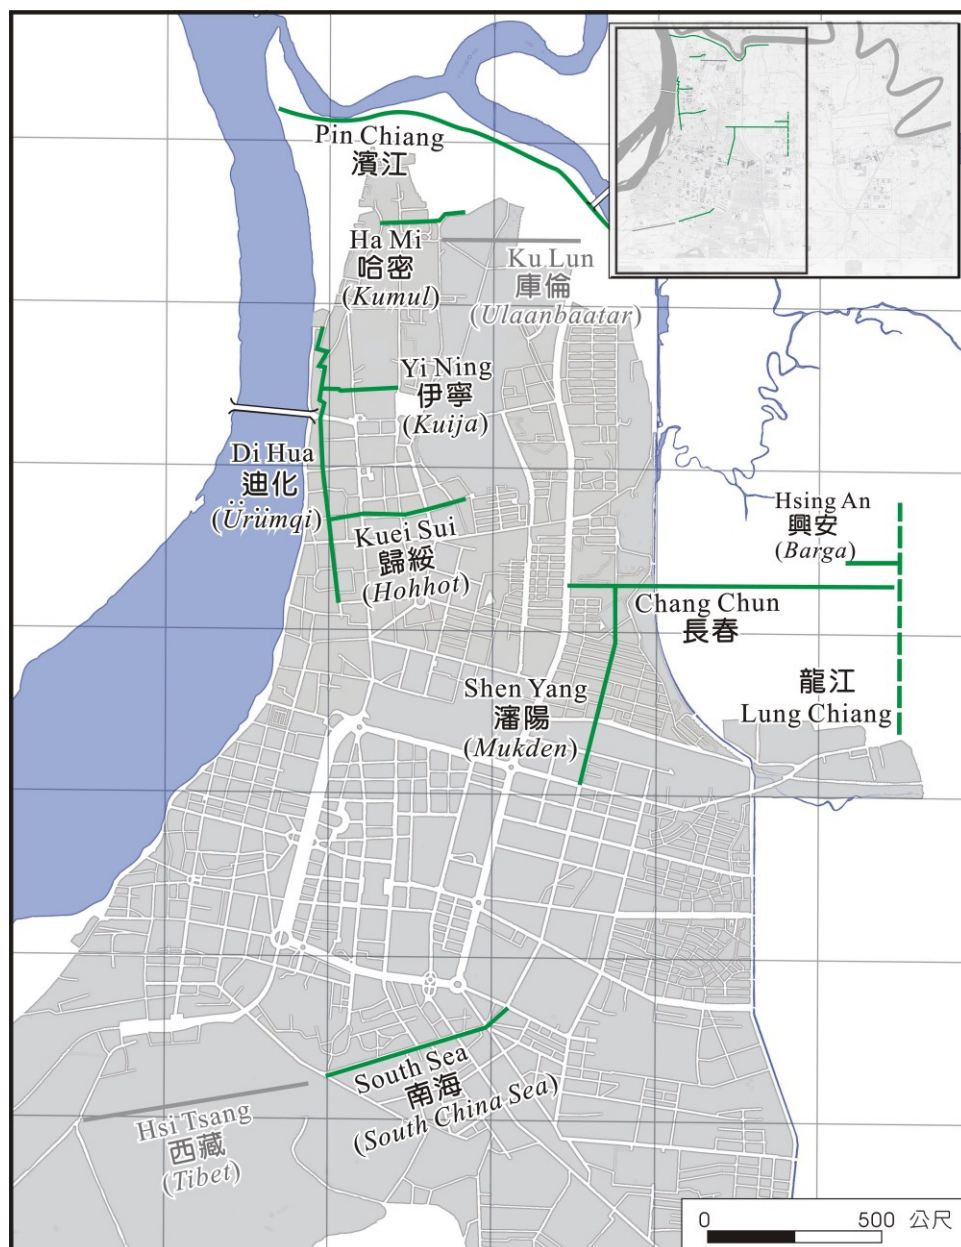 Pin Chiang
濱江
Ha Mi
哈密
(Kumul)
Ku Lun
庫倫
(Ulaanbaatar)
Yi Ning
伊寧
(Kuija)
Di Hua
迪化
(Ürümqi)
Kuei Sui
歸綏
(Hohhot)
Hsing An
興安
(Barga)
Chang Chun
長春
Shen Yang
瀋陽
(Mukden)
龍江
Lung Chiang
South Sea
南海
(South China Sea)
Hsi Tsang
西藏
(Tibet)
0 500 公尺